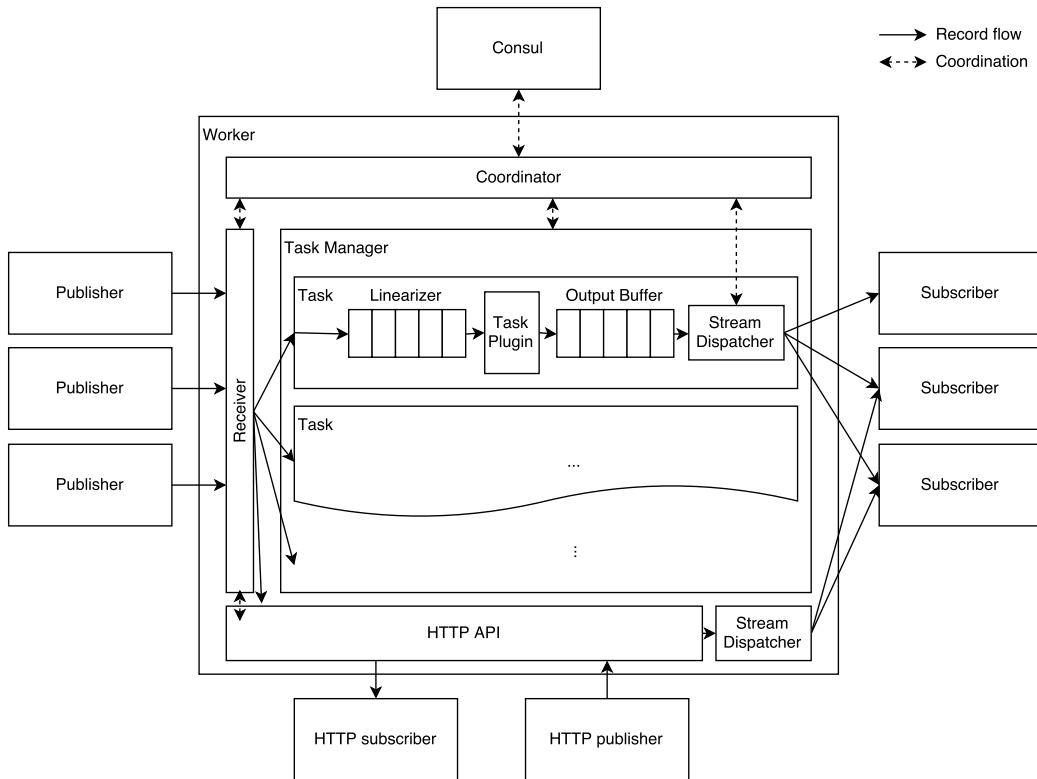 Consul
Record flow
Coordination
Worker
Coordinator
Task Manager
Publisher
Publisher
Publisher
Receiver
Task
Linearizer
Task
Plugin
Output Buffer
Stream
Dispatcher
Task
...
...
Subscriber
Subscriber
Subscriber
HTTP API
Stream
Dispatcher
HTTP subscriber
HTTP publisher